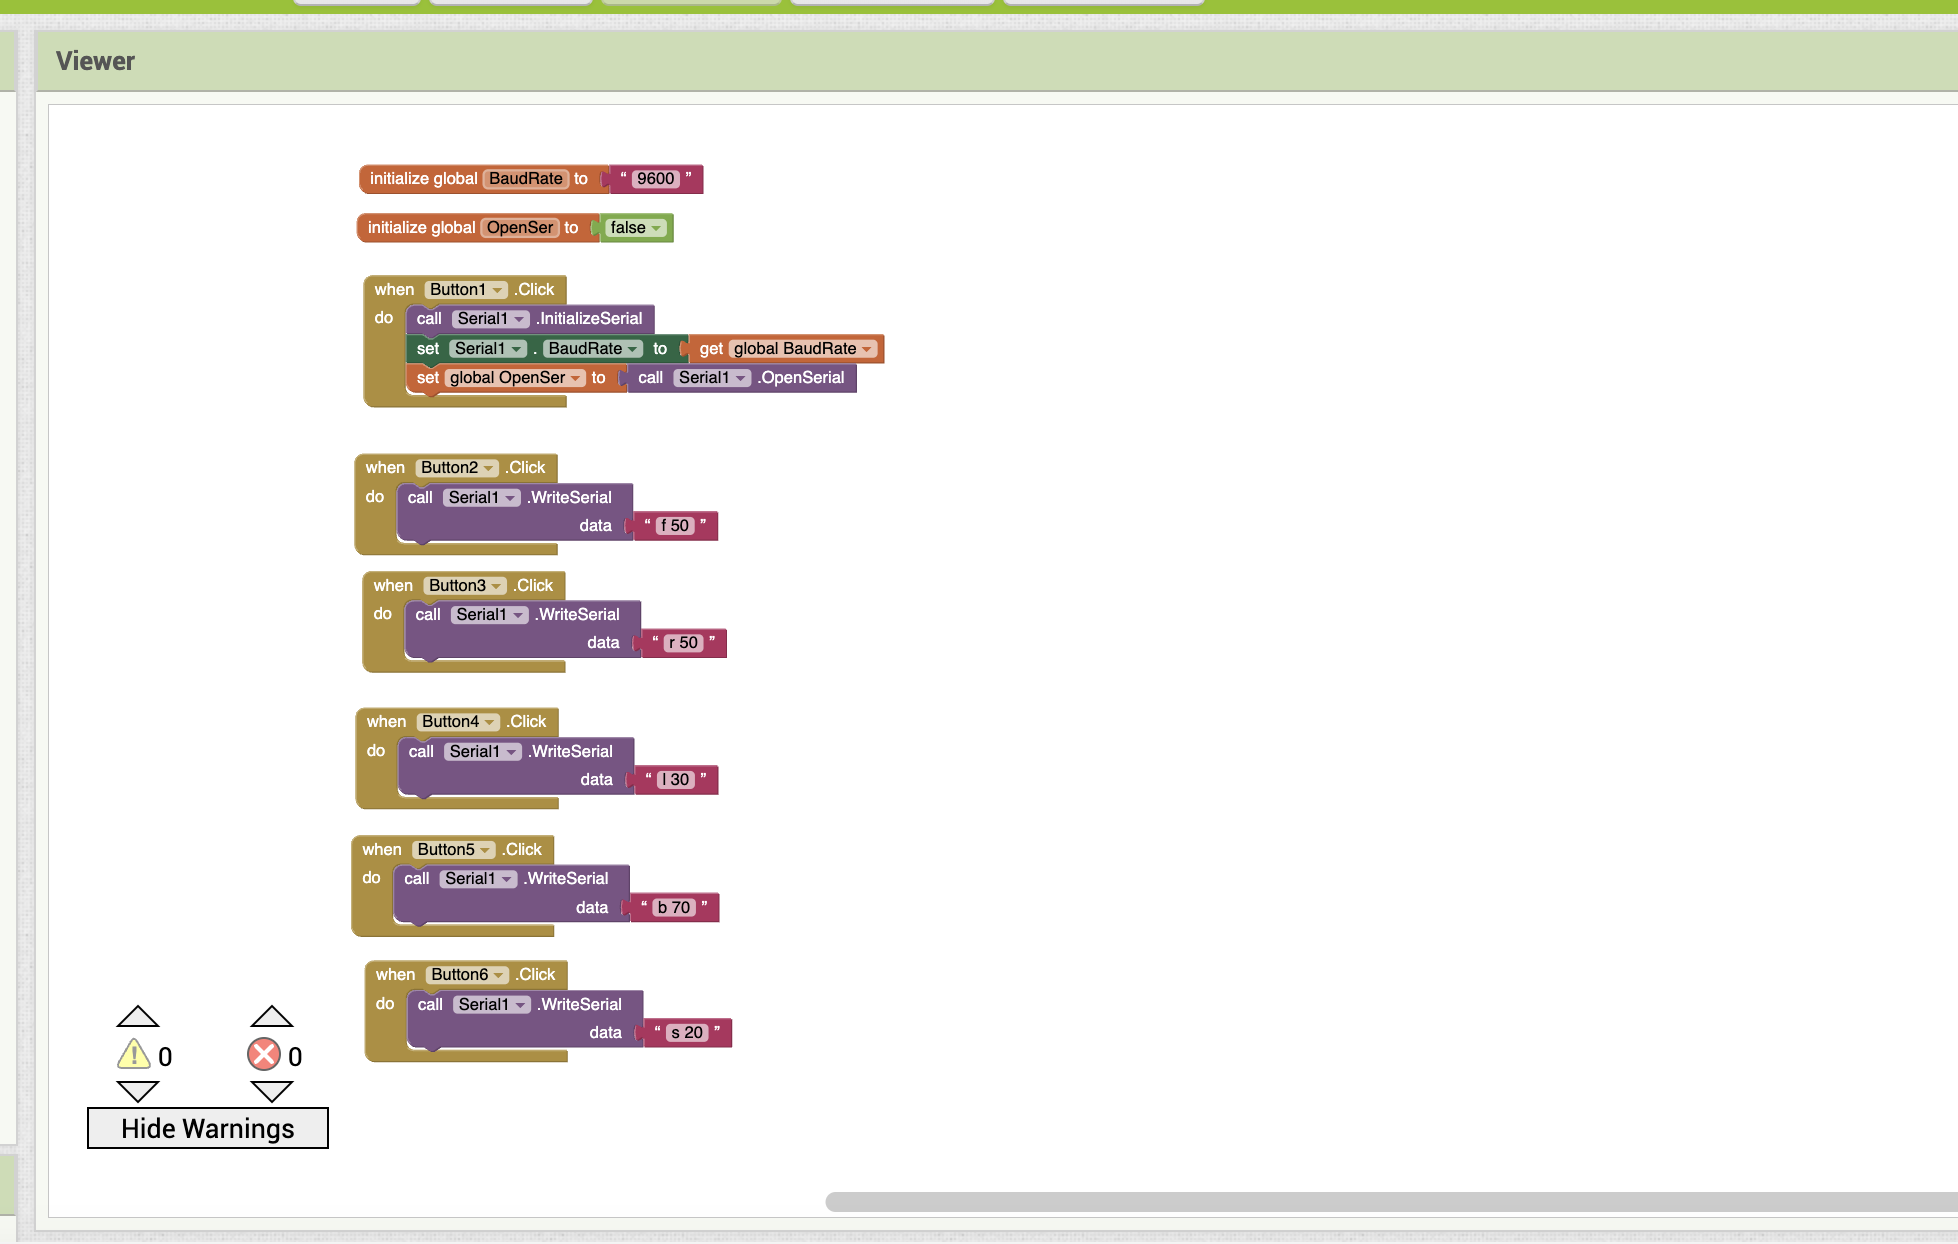 Viewer
initialize global BaudRate to " 9600 "
initialize global OpenSer to false
when Button1 .Click
do call Serial1 .InitializeSerial
set Serial1 . BaudRate to get global BaudRate
set global OpenSer to call Serial1 .OpenSerial
when Button2 .Click
do call Serial1 .WriteSerial
data " f 50 "
when Button3 .Click
do call Serial1 .WriteSerial
data " r 50 "
when Button4 .Click
do call Serial1 .WriteSerial
data " l 30 "
when Button5 .Click
do call Serial1 .WriteSerial
data " b 70 "
when Button6 .Click
do call Serial1 .WriteSerial
data " s 20 "
0 0
Hide Warnings